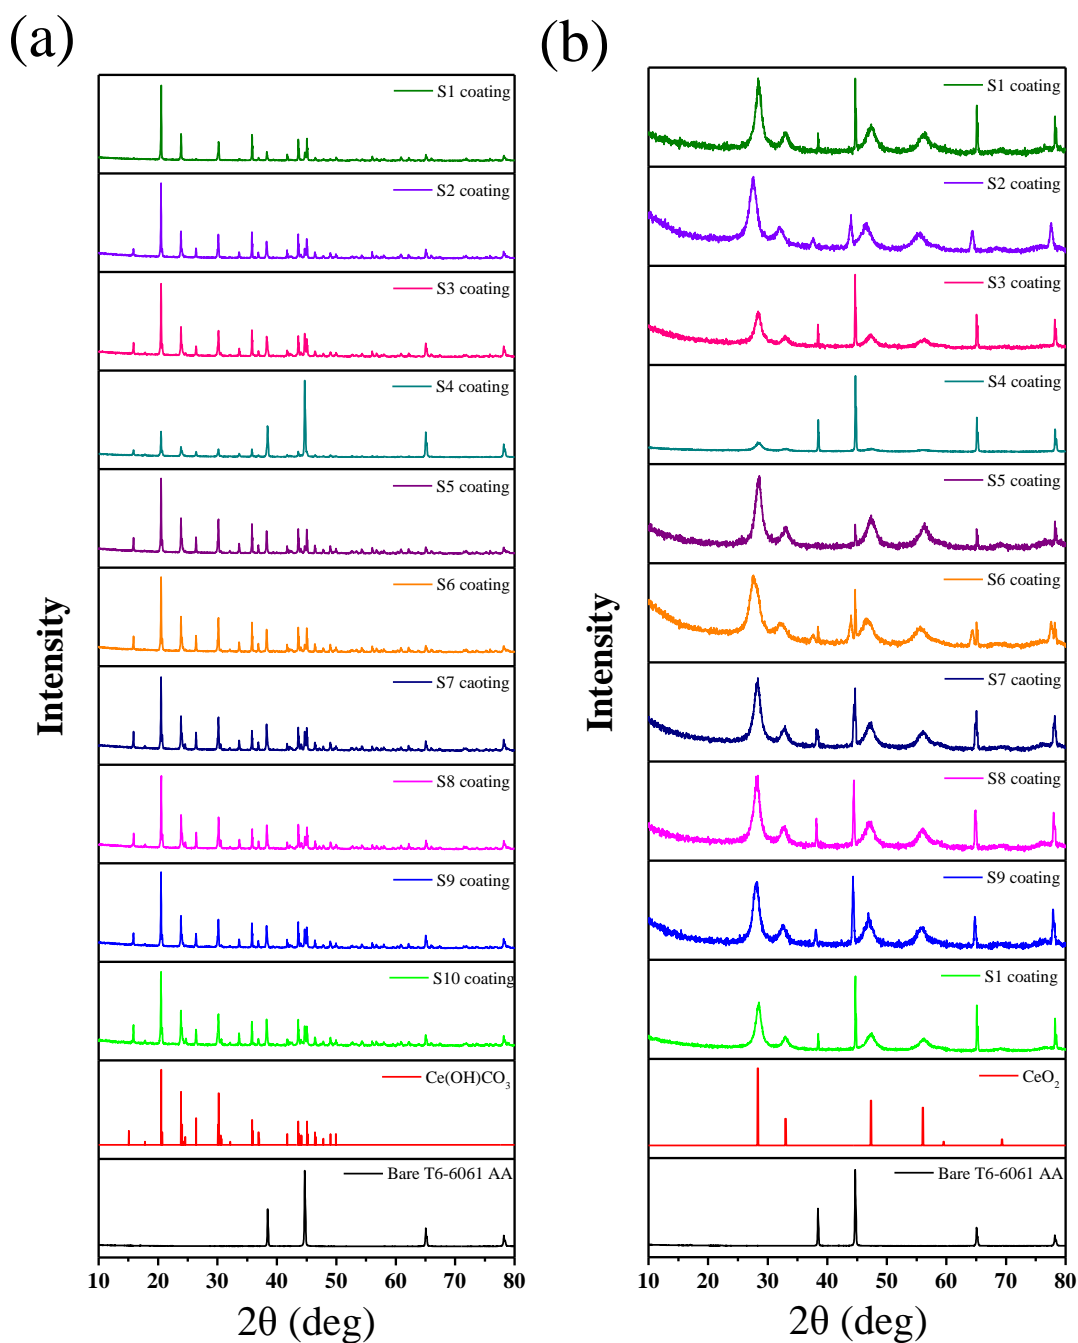 (a)
S1 coating
S2 coating
S3 coating
S4 coating
S5 coating
S6 coating
S7 caoting
S8 coating
S9 coating
S10 coating
Ce(OH)CO3
Bare T6-6061 AA
Intensity
10 20 30 40 50 60 70 80
2θ (deg)
(b)
S1 coating
S2 coating
S3 coating
S4 coating
S5 coating
S6 coating
S7 caoting
S8 coating
S9 coating
S1 coating
CeO2
Bare T6-6061 AA
Intensity
10 20 30 40 50 60 70 80
2θ (deg)